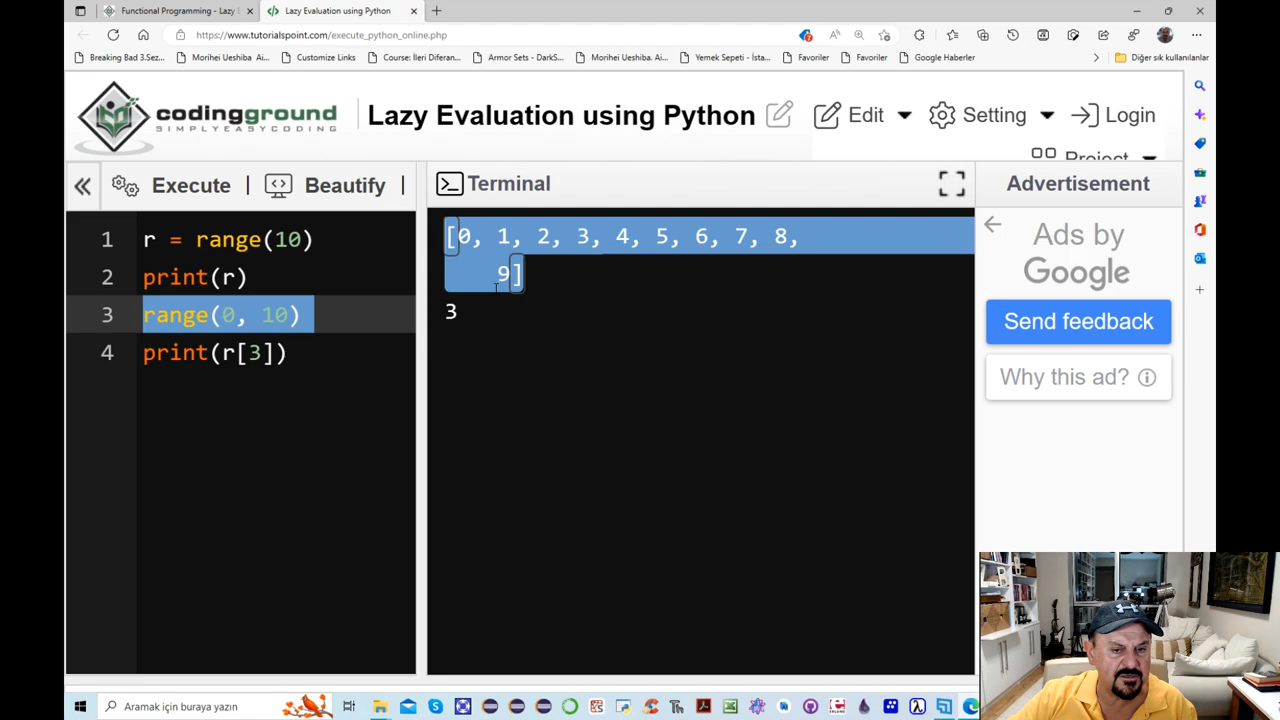 Functional Programming - Lazy E
Lazy Evaluation using Python
https://www.tutorialspoint.com/execute_python_online.php
Breaking Bad 3.Sez...
Morihei Ueshiba Ai...
Customize Links
Course: İleri Diferan...
Armor Sets - DarkS...
Morihei Ueshiba. Ai...
Yemek Sepeti - İsta...
Favoriler
Favoriler
Google Haberler
Diğer sık kullanılanlar
codingground
SIMPLYEASYCODING
Lazy Evaluation using Python
Edit
Setting
Login
Project
Execute
Beautify
Terminal
Advertisement
1 r = range(10)
2 print(r)
3 range(0, 10)
4 print(r[3])
[0, 1, 2, 3, 4, 5, 6, 7, 8,
9]
3
Ads by
Google
Send feedback
Why this ad?
Aramak için buraya yazın